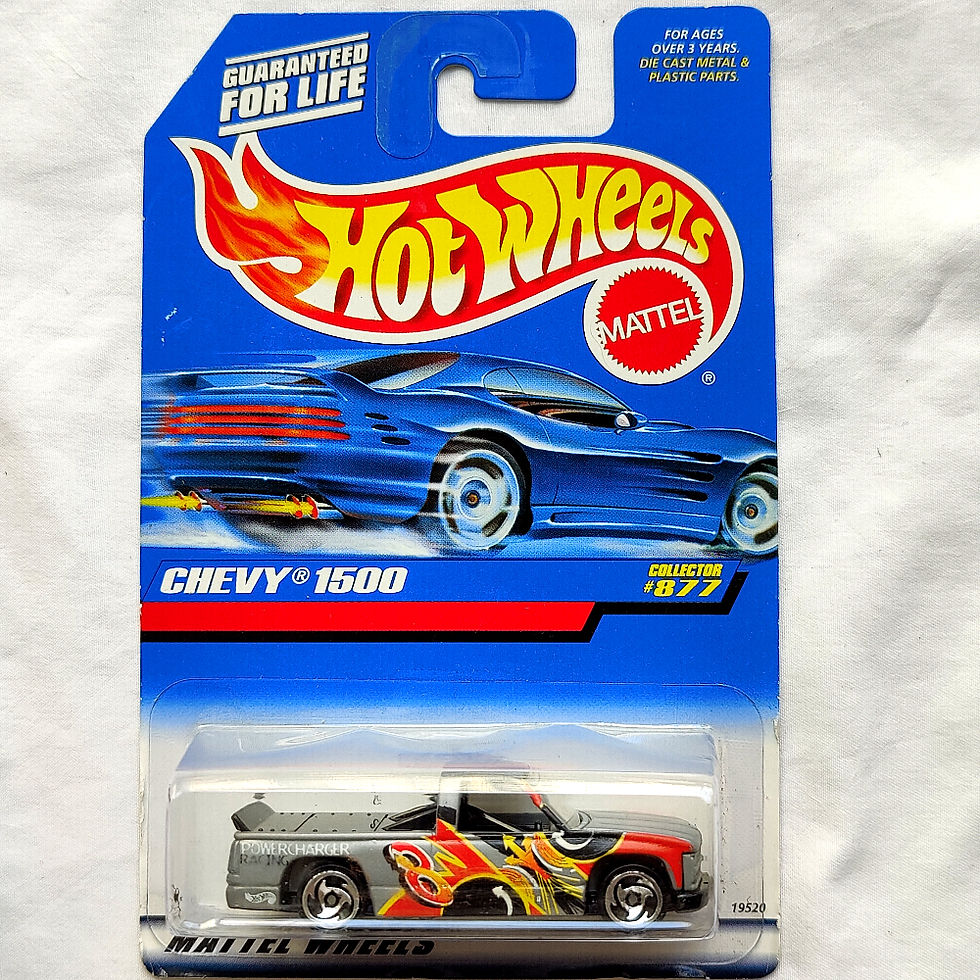 GUARANTEED
FOR LIFE
FOR AGES
OVER 3 YEARS.
DIE CAST METAL &
PLASTIC PARTS.
HOT WHEELS
MATTEL
®
CHEVY® 1500
COLLECTOR
#877
POWERCHARGER
RACING
8
19520
MATTEL WHEELS